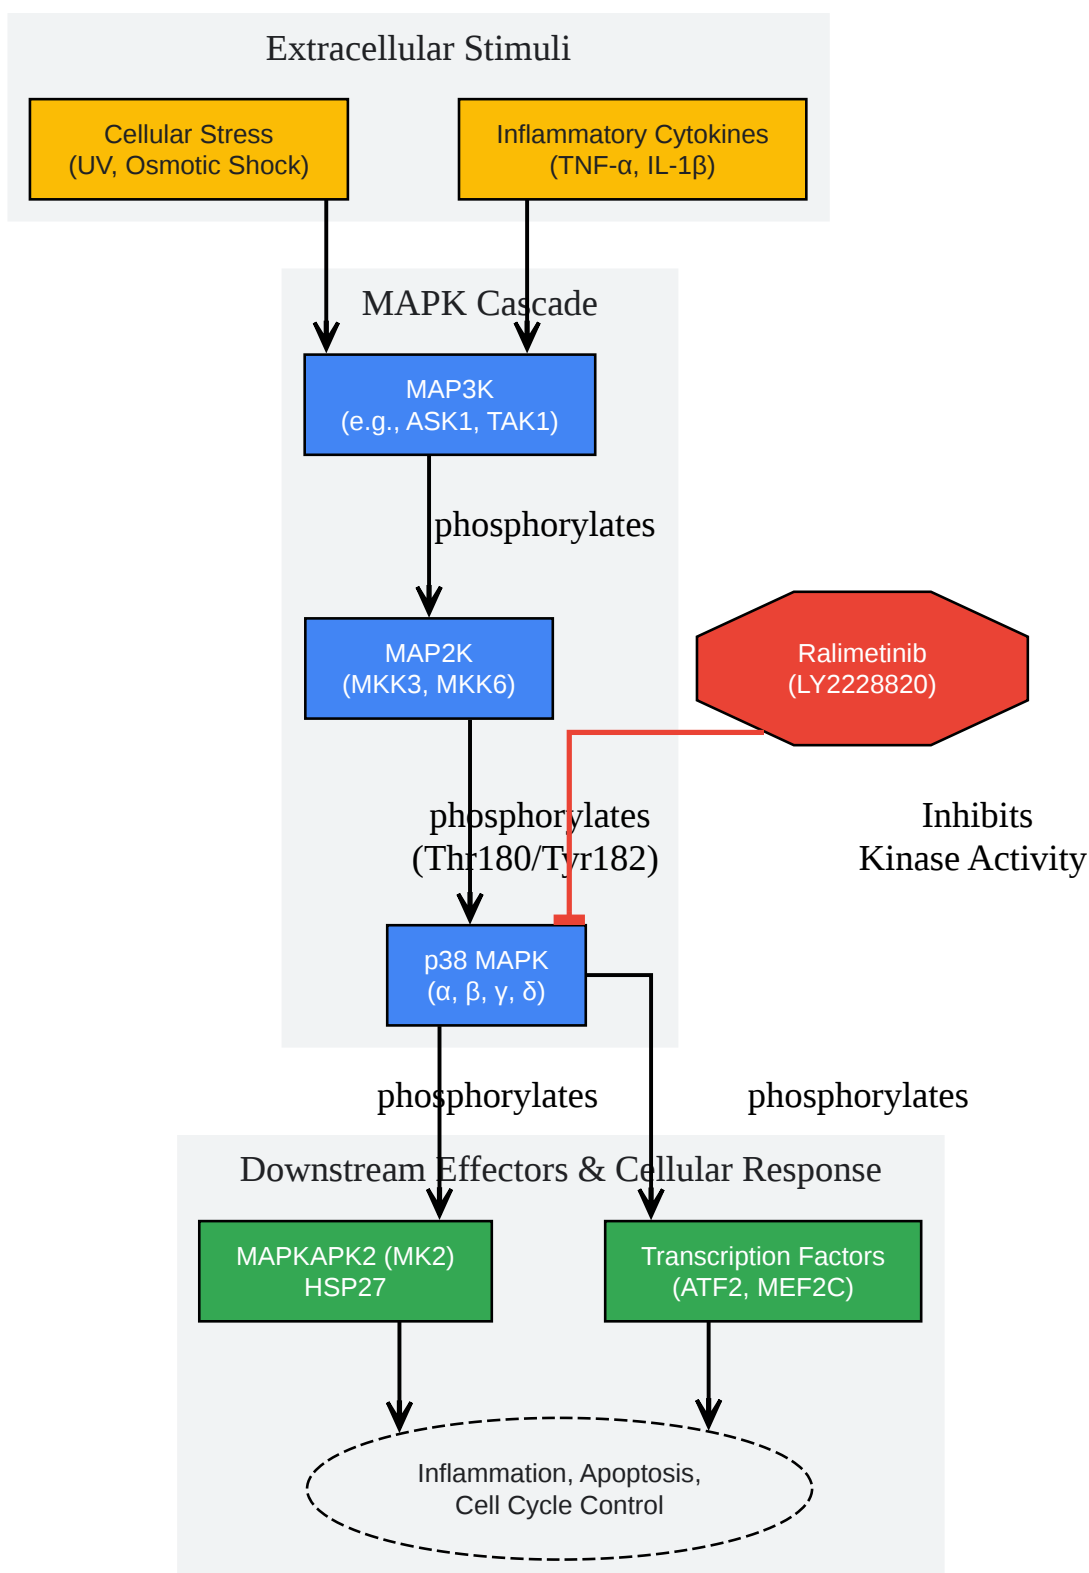 Extracellular Stimuli
Cellular Stress
(UV, Osmotic Shock)
Inflammatory Cytokines
(TNF-α, IL-1β)
MAPK Cascade
MAP3K
(e.g., ASK1, TAK1)
phosphorylates
MAP2K
(MKK3, MKK6)
Ralimetinib
(LY2228820)
phosphorylates
(Thr180/Tyr182)
Inhibits
Kinase Activity
p38 MAPK
(α, β, γ, δ)
phosphorylates
phosphorylates
Downstream Effectors & Cellular Response
MAPKAPK2 (MK2)
HSP27
Transcription Factors
(ATF2, MEF2C)
Inflammation, Apoptosis,
Cell Cycle Control